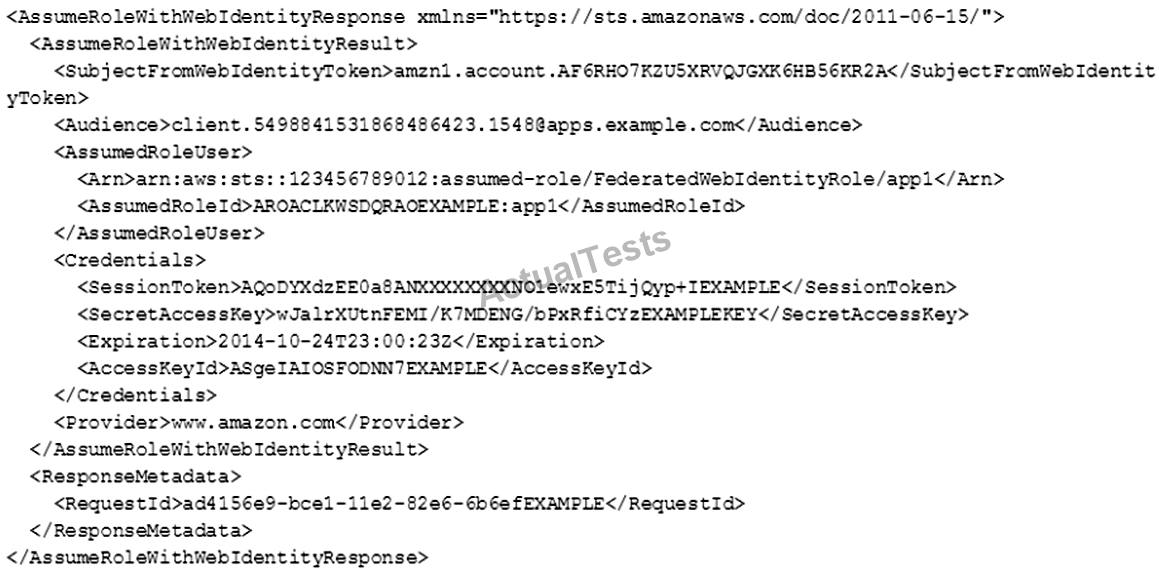 <AssumeRoleWithWebIdentityResponse xmlns="https://sts.amazonaws.com/doc/2011-06-15/">
  <AssumeRoleWithWebIdentityResult>
    <SubjectFromWebIdentityToken>amzn1.account.AF6RHO7KZU5XRVQJGXK6HB56KR2A</SubjectFromWebIdentit
yToken>
    <Audience>client.5498841531868486423.1548@apps.example.com</Audience>
    <AssumedRoleUser>
      <Arn>arn:aws:sts::123456789012:assumed-role/FederatedWebIdentityRole/app1</Arn>
      <AssumedRoleId>AROACLKWSDQRAOEXAMPLE:app1</AssumedRoleId>
    </AssumedRoleUser>
    <Credentials>
      <SessionToken>AQoDYXdzEE0a8ANXXXXXXXXNO1ewxE5TijQyp+IEXAMPLE</SessionToken>
      <SecretAccessKey>wJalrXUtnFEMI/K7MDENG/bPxRfiCYzEXAMPLEKEY</SecretAccessKey>
      <Expiration>2014-10-24T23:00:23Z</Expiration>
      <AccessKeyId>ASgeIAIOSFODNN7EXAMPLE</AccessKeyId>
    </Credentials>
    <Provider>www.amazon.com</Provider>
  </AssumeRoleWithWebIdentityResult>
  <ResponseMetadata>
    <RequestId>ad4156e9-bce1-11e2-82e6-6b6efEXAMPLE</RequestId>
  </ResponseMetadata>
</AssumeRoleWithWebIdentityResponse>
ActualTests